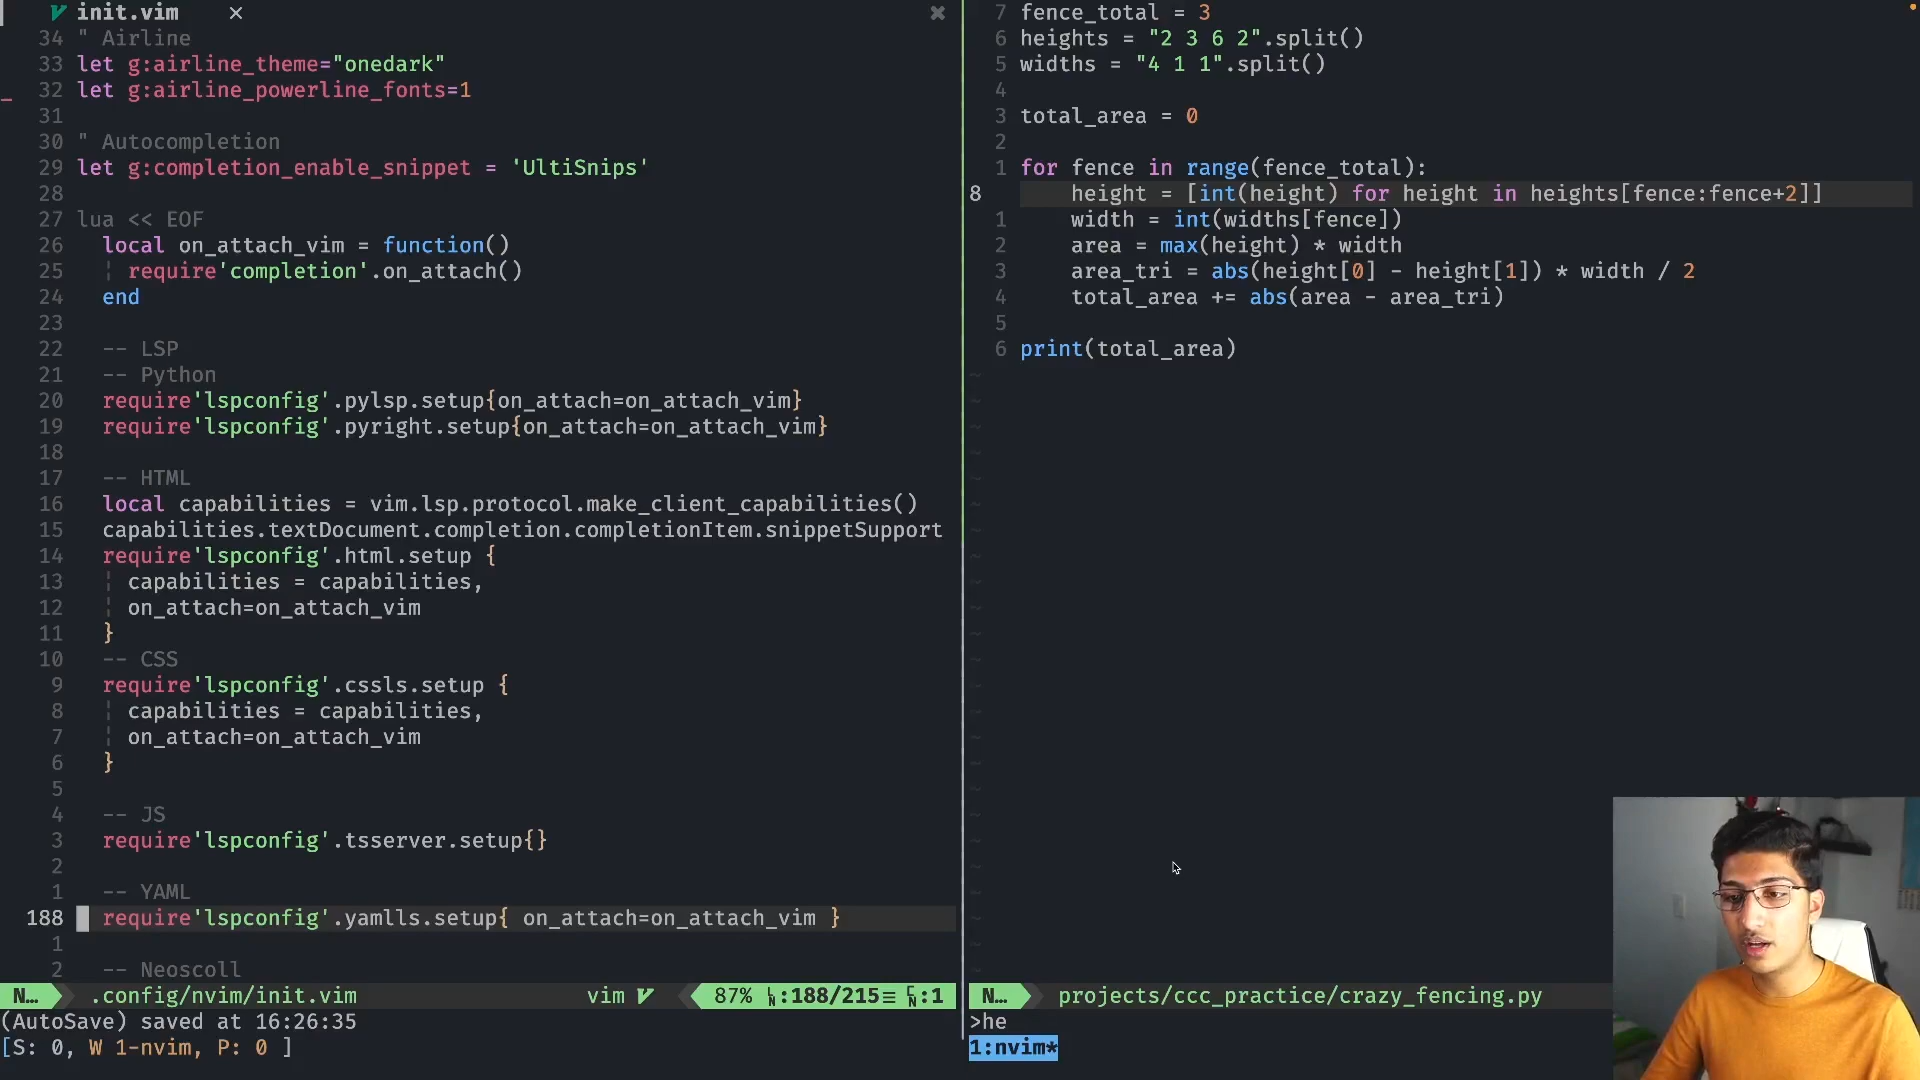 init.vim ×
34 " Airline
33 let g:airline_theme="onedark"
32 let g:airline_powerline_fonts=1
31
30 " Autocompletion
29 let g:completion_enable_snippet = 'UltiSnips'
28
27 lua << EOF
26 local on_attach_vim = function()
25 ¦ require'completion'.on_attach()
24 end
23
22 -- LSP
21 -- Python
20 require'lspconfig'.pylsp.setup{on_attach=on_attach_vim}
19 require'lspconfig'.pyright.setup{on_attach=on_attach_vim}
18
17 -- HTML
16 local capabilities = vim.lsp.protocol.make_client_capabilities()
15 capabilities.textDocument.completion.completionItem.snippetSupport
14 require'lspconfig'.html.setup {
13 ¦ capabilities = capabilities,
12 ¦ on_attach=on_attach_vim
11 }
10 -- CSS
9 require'lspconfig'.cssls.setup {
8 ¦ capabilities = capabilities,
7 ¦ on_attach=on_attach_vim
6 }
5
4 -- JS
3 require'lspconfig'.tsserver.setup{}
2
1 -- YAML
188 require'lspconfig'.yamlls.setup{ on_attach=on_attach_vim }
1
2 -- Neoscoll
N… .config/nvim/init.vim vim 87% :188/215≡ :1
(AutoSave) saved at 16:26:35
[S: 0, W 1-nvim, P: 0 ]
7 fence_total = 3
6 heights = "2 3 6 2".split()
5 widths = "4 1 1".split()
4
3 total_area = 0
2
1 for fence in range(fence_total):
8 height = [int(height) for height in heights[fence:fence+2]]
1 width = int(widths[fence])
2 area = max(height) * width
3 area_tri = abs(height[0] - height[1]) * width / 2
4 total_area += abs(area - area_tri)
5
6 print(total_area)
N… projects/ccc_practice/crazy_fencing.py
>he
1:nvim*